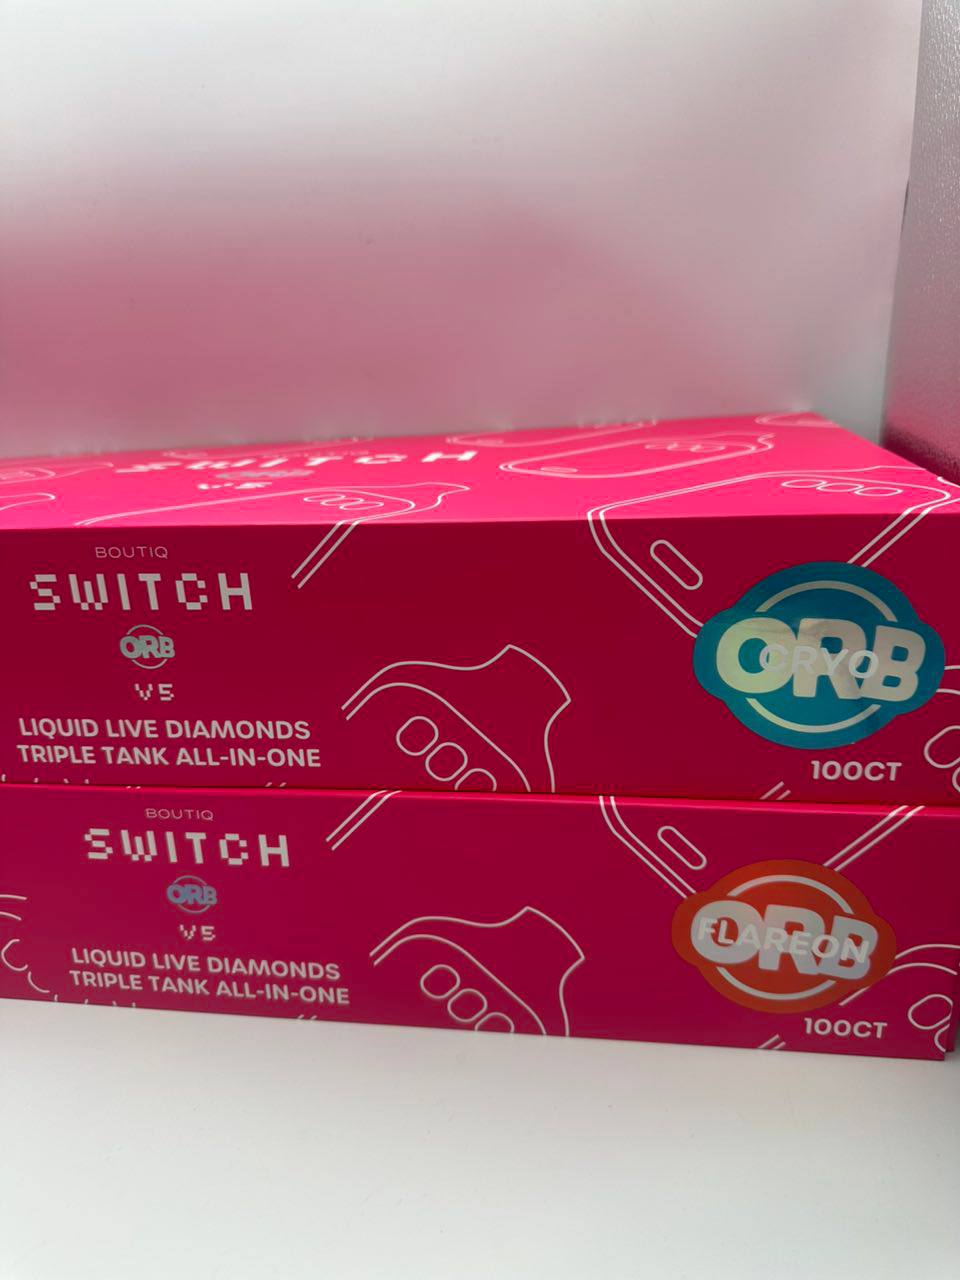 SWITCH
V5
BOUTIQ
SWITCH
ORB
V5
LIQUID LIVE DIAMONDS
TRIPLE TANK ALL-IN-ONE
ORB
CRYO
100CT
BOUTIQ
SWITCH
ORB
V5
LIQUID LIVE DIAMONDS
TRIPLE TANK ALL-IN-ONE
ORB
FLAREON
100CT